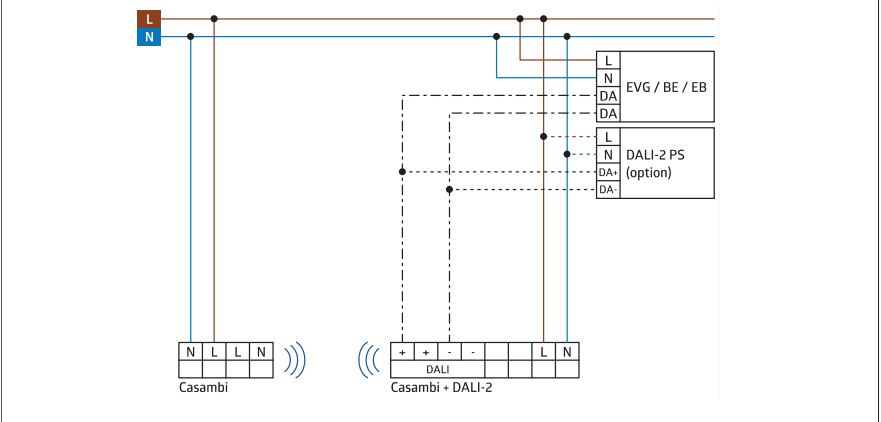 L
N
L
N
DA
DA
EVG / BE / EB
L
N
DA+
DA-
DALI-2 PS
(option)
N L L N
Casambi
+ + - - L N
DALI
Casambi + DALI-2